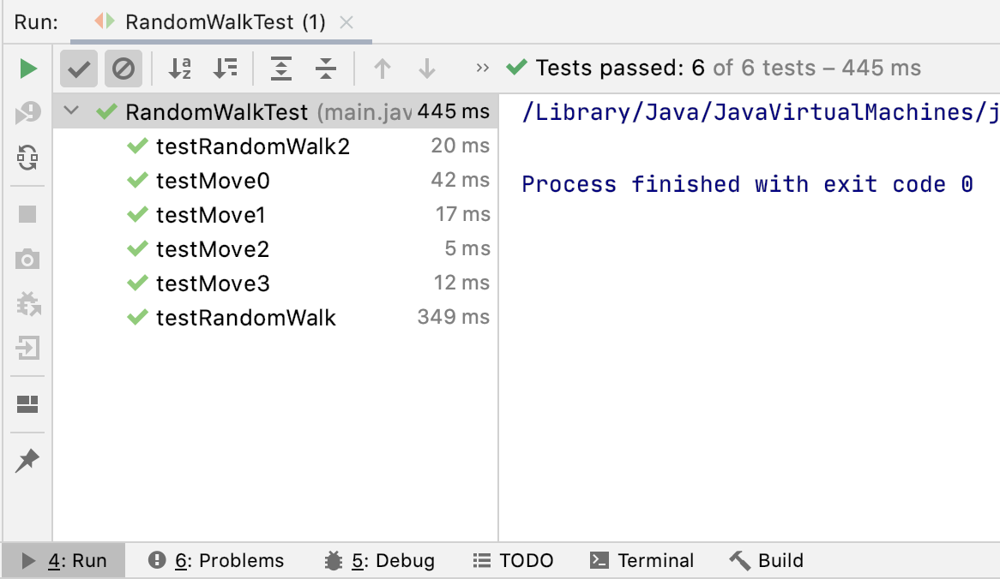 Run: RandomWalkTest (1)
Tests passed: 6 of 6 tests – 445 ms
RandomWalkTest (main.jav 445 ms
testRandomWalk2 20 ms
testMove0 42 ms
testMove1 17 ms
testMove2 5 ms
testMove3 12 ms
testRandomWalk 349 ms
/Library/Java/JavaVirtualMachines/j
Process finished with exit code 0
4: Run 6: Problems 5: Debug TODO Terminal Build